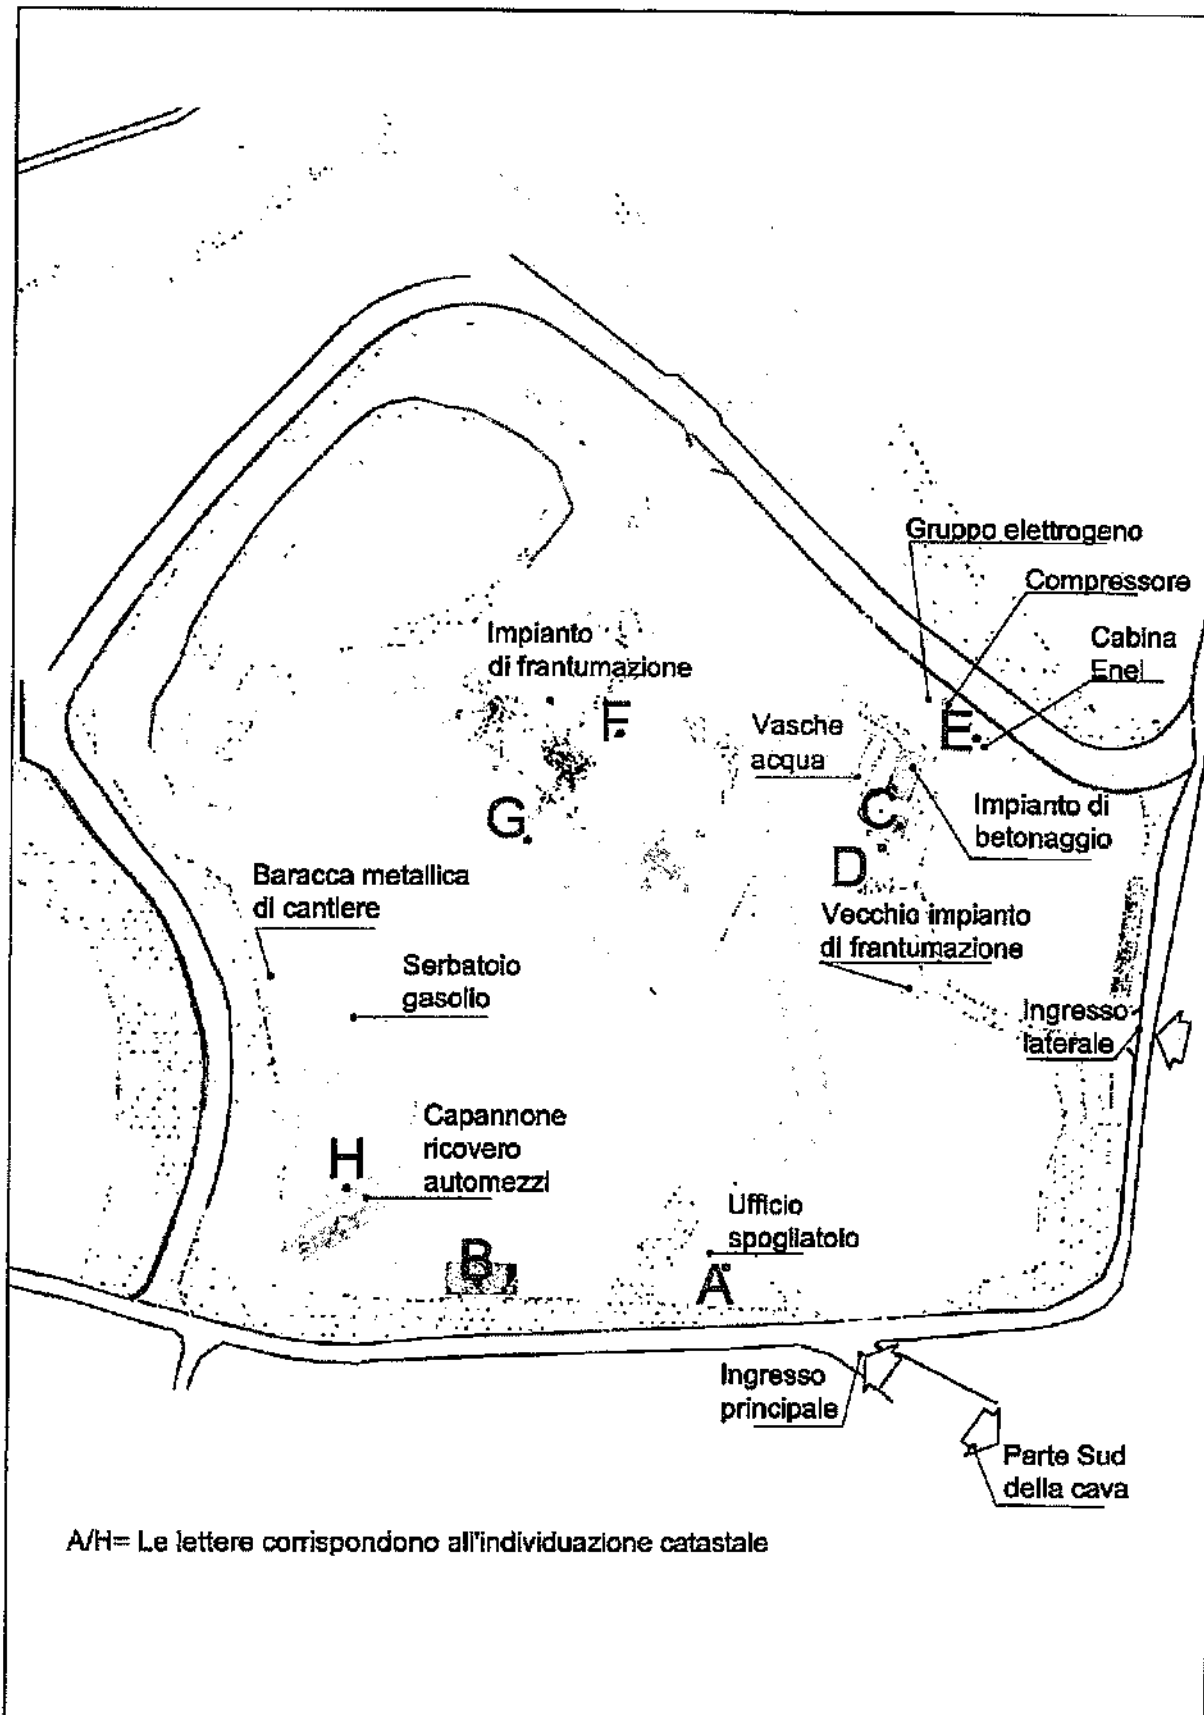 Gruppo elettrogeno
Compressore
Cabina
Enel
Impianto
di frantumazione
F
E
Vasche
acqua
G
C
Impianto di
betonaggio
D
Baracca metallica
di cantiere
Vecchio impianto
di frantumazione
Serbatoio
gasolio
Ingresso
laterale
Capannone
ricovero
automezzi
H
Ufficio
spogliatoio
B
A
Ingresso
principale
Parte Sud
della cava
A/H= Le lettere corrispondono all'individuazione catastale